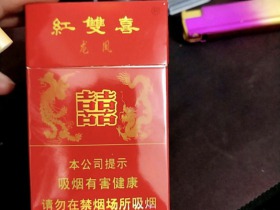 紅雙喜
龙凤
囍
本公司提示
吸烟有害健康
请勿在禁烟场所吸烟